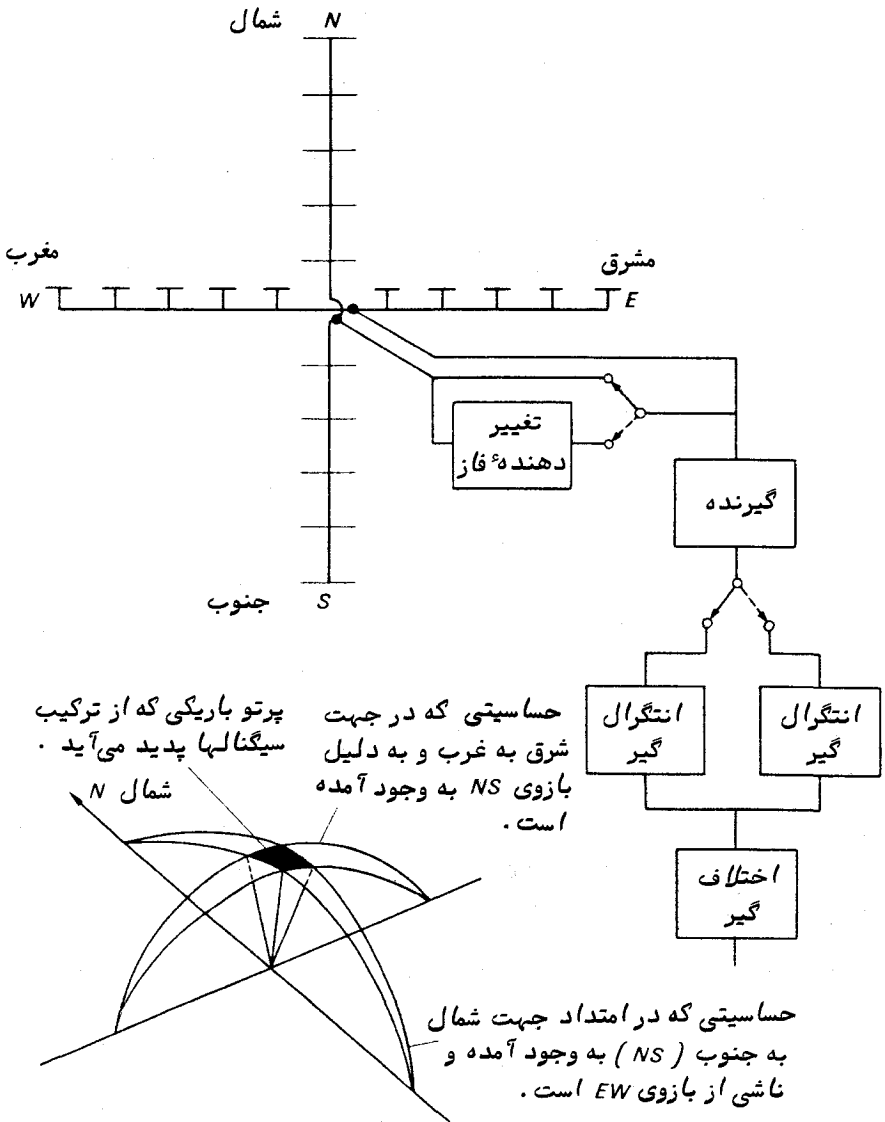 شمال N
مغرب
W
مشرق
E
تغییر
دهندهٔ فاز
گیرنده
جنوب S
انتگرال
گیر
انتگرال
گیر
اختلاف
گیر
پرتو باریکی که از ترکیب
سیگنالها پدید می‌آید .
حساسیتی که در جهت
شرق به غرب و به دلیل
بازوی NS به وجود آمده
است .
شمال N
حساسیتی که در امتداد جهت شمال
به جنوب ( NS ) به وجود آمده و
ناشی از بازوی EW است .